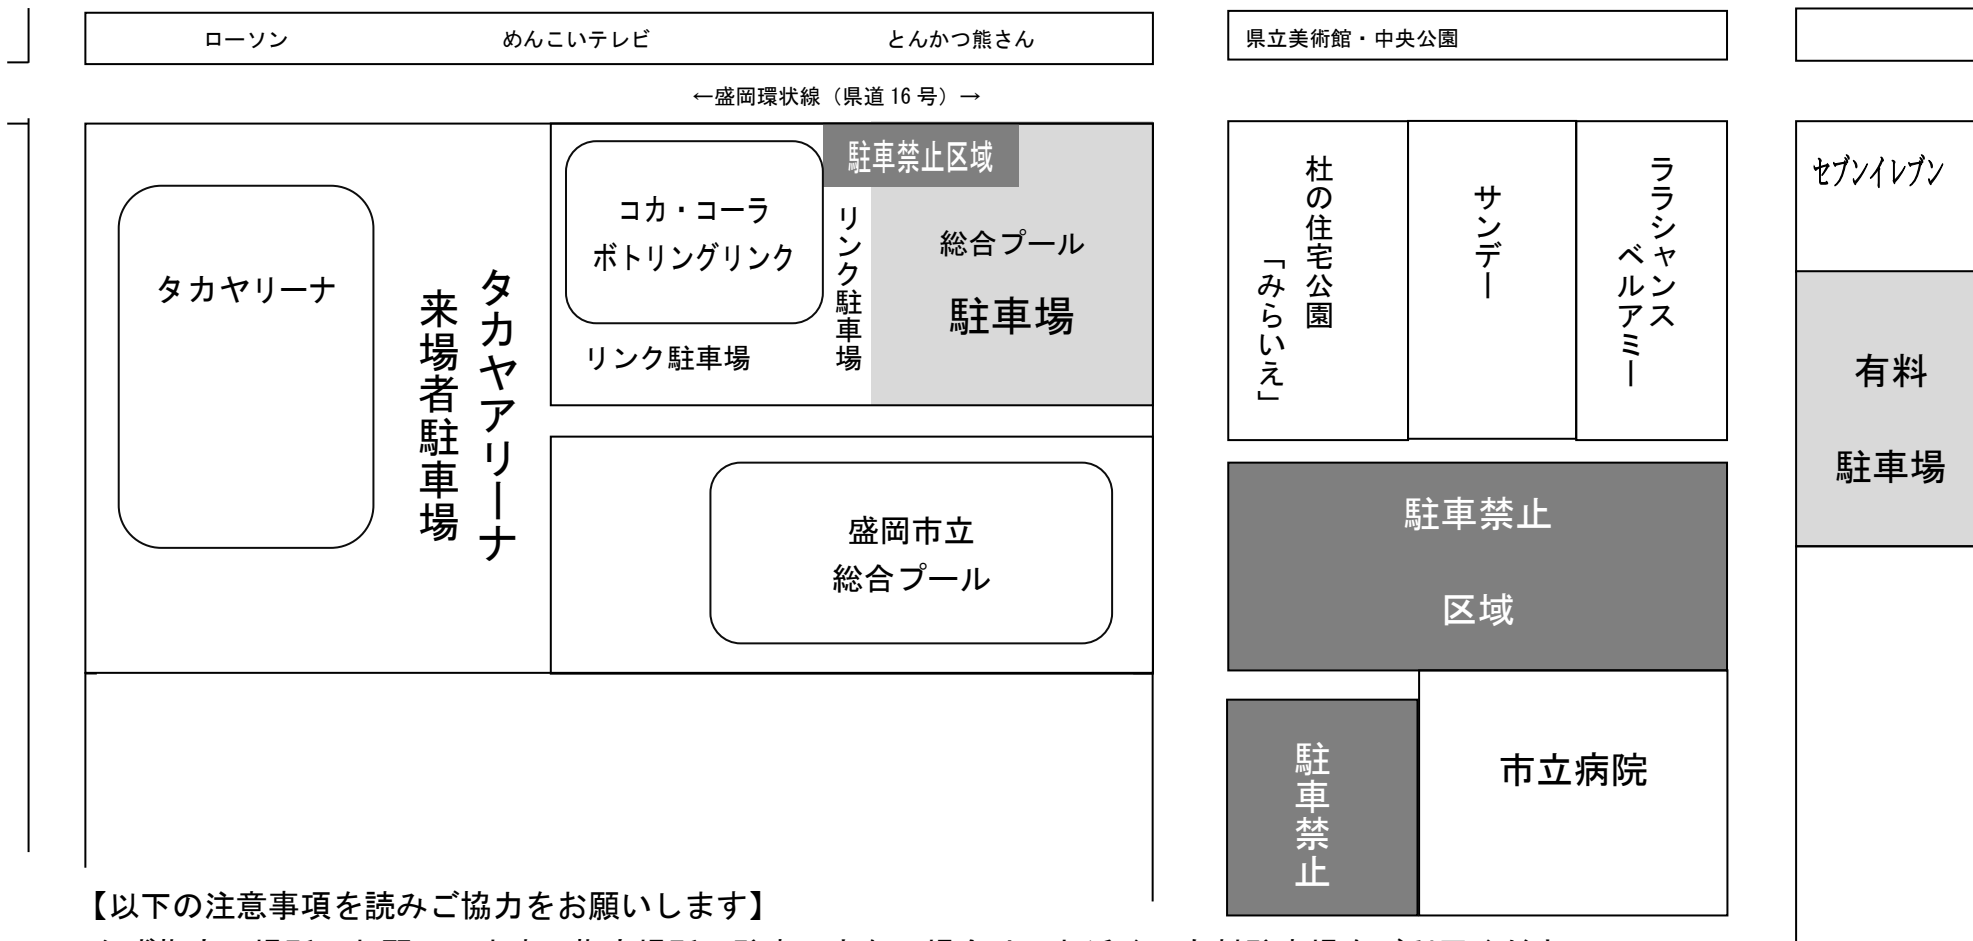 ローソン
めんこいテレビ
とんかつ熊さん
県立美術館・中央公園
←盛岡環状線（県道16号）→
タカヤリーナ
タカヤアリーナ
来場者駐車場
コカ・コーラ
ボトリングリンク
リンク駐車場
駐車禁止区域
リンク駐車場
総合プール
駐車場
盛岡市立
総合プール
杜の住宅公園
「みらいえ」
サンデー
ララシャンス
ベルアミー
セブンイレブン
有料
駐車場
駐車禁止
区域
駐車禁止
市立病院
【以下の注意事項を読みご協力をお願いします】